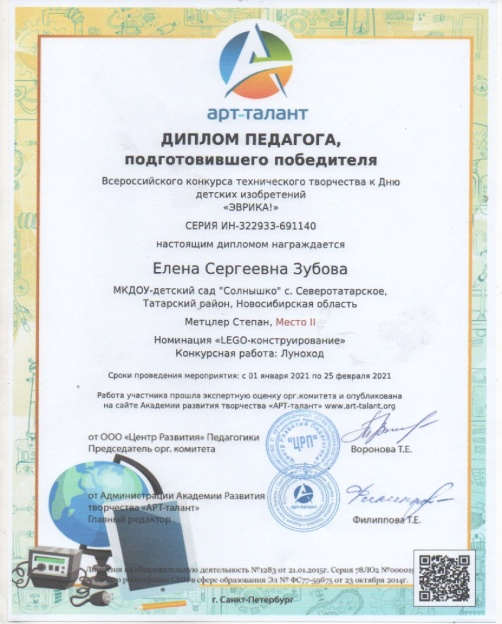 АРТ-ТАЛАНТ
ДИПЛОМ ПЕДАГОГА,
подготовившего победителя
Всероссийского конкурса технического творчества к Дню
детских изобретений
«ЭВРИКА!»
СЕРИЯ ИН-322933-691140
настоящим дипломом награждается
Елена Сергеевна Зубова
МКДОУ-детский сад "Солнышко" с. Северотатарское,
Татарский район, Новосибирская область
Метцлер Степан, Место II
Номинация «LEGO-конструирование»
Конкурсная работа: Луноход
Сроки проведения мероприятия: с 01 января 2021 по 25 февраля 2021
Работа участника прошла экспертную оценку орг.комитета и опубликована
на сайте Академии развития творчества «АРТ-талант» www.art-talant.org
от ООО «Центр Развития» Педагогики
Председатель орг. комитета
"ЦРП"
Воронова Т.Е.
от Администрации Академии Развития
творчества «АРТ-талант»
Главный редактор
Филиппова Т.Е.
на образовательную деятельность №1283 от 21.01.2015г. Серия 78Л02 №000019
в сфере образования Эл № ФС77-59675 от 23 октября 2014г.
г. Санкт-Петербург